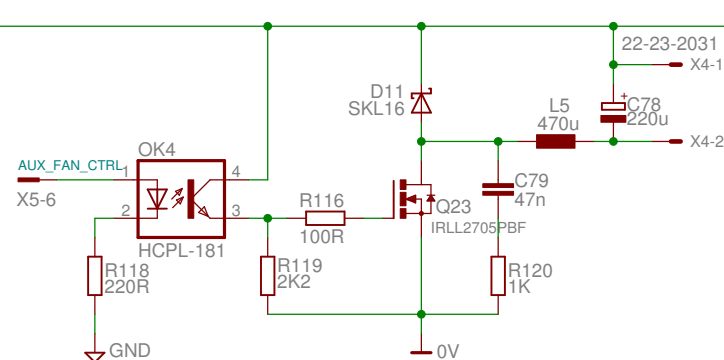 22-23-2031
X4-1
D11
SKL16
L5
470u
+
C78
220u
X4-2
OK4
AUX_FAN_CTRL
1
4
X5-6
C79
47n
R116
Q23
2
3
IRLL2705PBF
100R
HCPL-181
R118
220R
R119
2K2
R120
1K
GND
0V